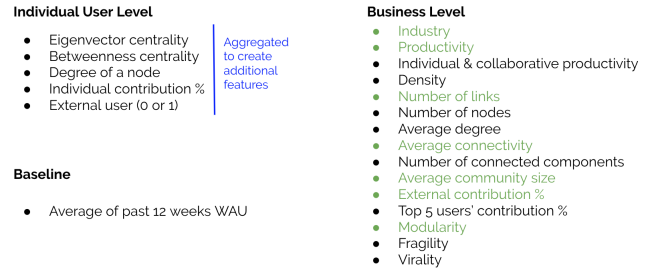 Individual User Level
● Eigenvector centrality
● Betweenness centrality
● Degree of a node
● Individual contribution %
● External user (0 or 1)
Aggregated
to create
additional
features
Baseline
● Average of past 12 weeks WAU
Business Level
● Industry
● Productivity
● Individual & collaborative productivity
● Density
● Number of links
● Number of nodes
● Average degree
● Average connectivity
● Number of connected components
● Average community size
● External contribution %
● Top 5 users' contribution %
● Modularity
● Fragility
● Virality